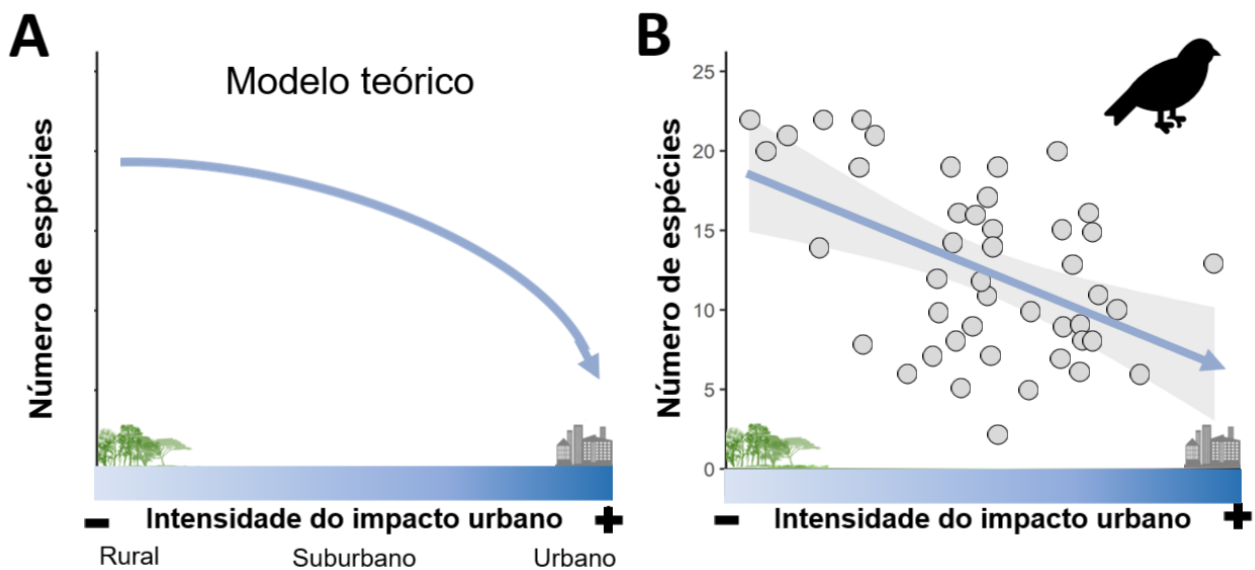 A
Modelo teórico
Número de espécies
- Intensidade do impacto urbano +
Rural Suburbano Urbano
B
Número de espécies
25
20
15
10
5
0
- Intensidade do impacto urbano +